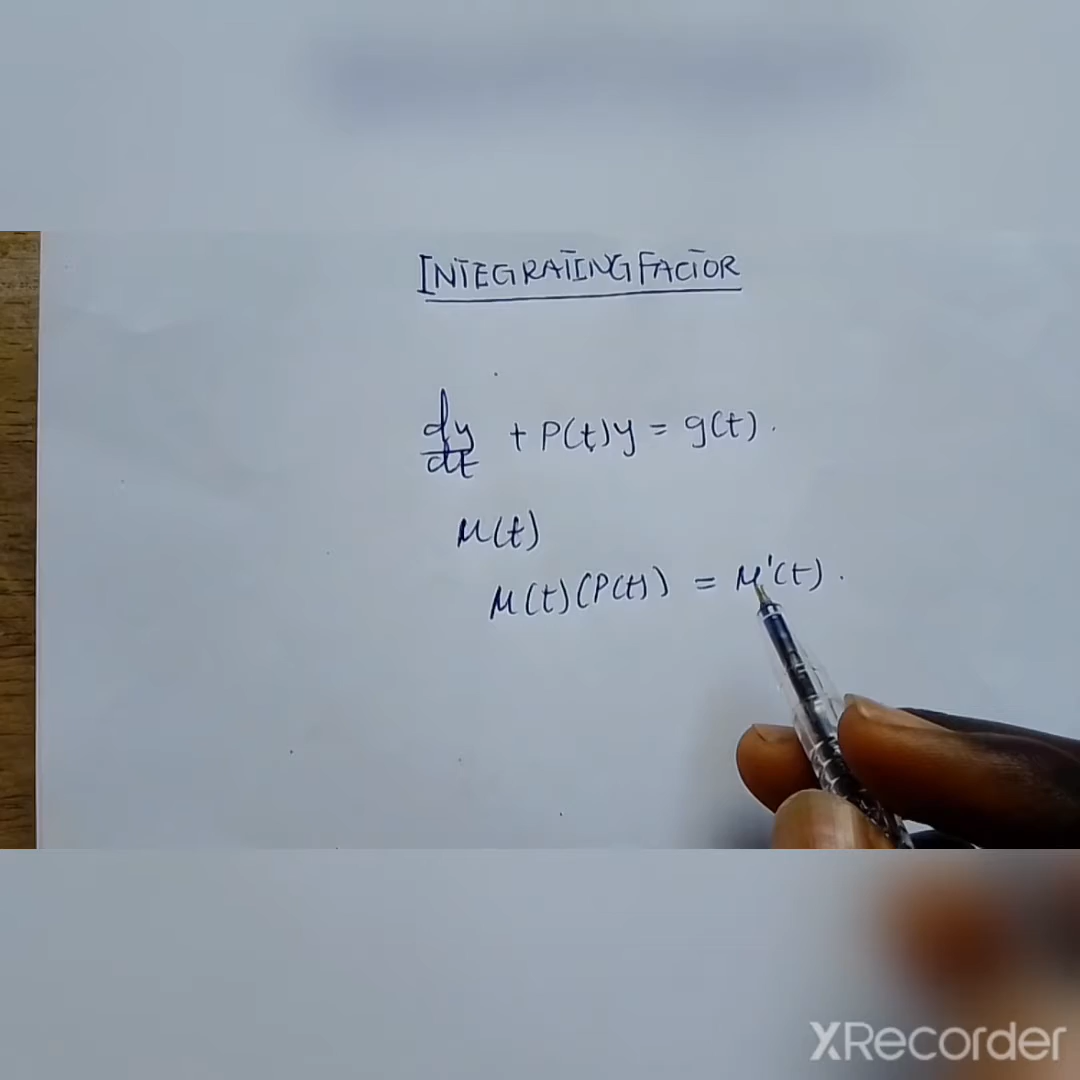 INTEGRATING FACTOR
dy/dt + P(t)y = g(t).
μ(t)
μ(t)(P(t)) = μ'(t).
XRecorder